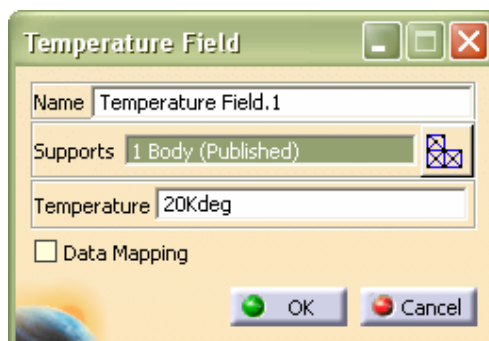 Temperature Field
Name Temperature Field.1
Supports 1 Body (Published)
Temperature 20Kdeg
Data Mapping
OK Cancel